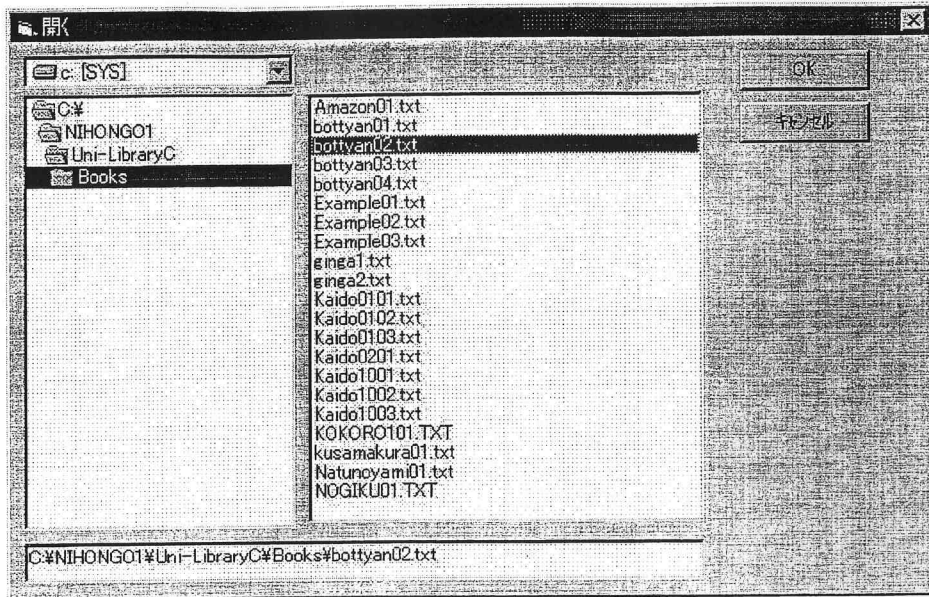 開く
c: [SYS]
OK
キャンセル
C:¥
NIHONGO1
Uni-LibraryC
Books
Amazon01.txt
bottyan01.txt
bottyan02.txt
bottyan03.txt
bottyan04.txt
Example01.txt
Example02.txt
Example03.txt
ginga1.txt
ginga2.txt
Kaido0101.txt
Kaido0102.txt
Kaido0103.txt
Kaido0201.txt
Kaido1001.txt
Kaido1002.txt
Kaido1003.txt
KOKORO101.TXT
kusamakura01.txt
Natunoyami01.txt
NOGIKU01.TXT
C:¥NIHONGO1¥Uni-LibraryC¥Books¥bottyan02.txt